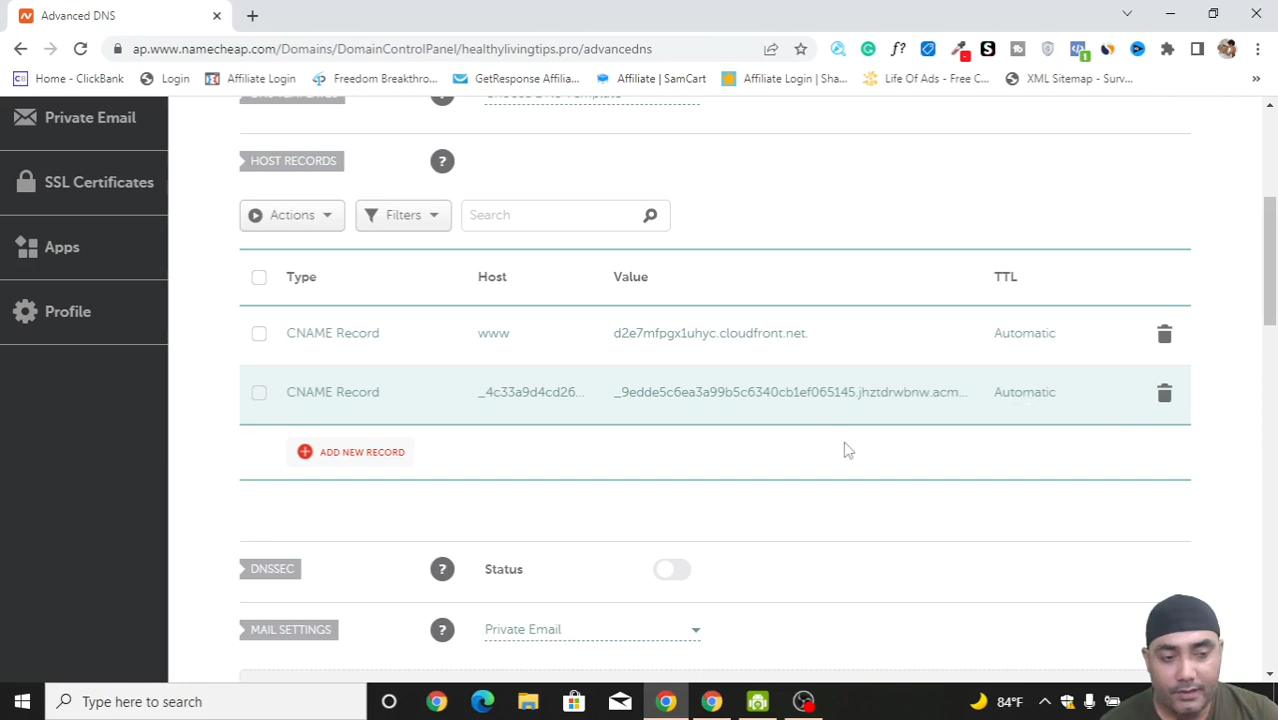 Advanced DNS
ap.www.namecheap.com/Domains/DomainControlPanel/healthylivingtips.pro/advancedns
Home - ClickBank
Login
Affiliate Login
Freedom Breakthro...
GetResponse Affilia...
Affiliate | SamCart
Affiliate Login | Sha...
Life Of Ads - Free C...
XML Sitemap - Surv...
Private Email
HOST RECORDS
SSL Certificates
Actions
Filters
Search
Apps
Type Host Value TTL
Profile
CNAME Record www d2e7mfpgx1uhyc.cloudfront.net. Automatic
CNAME Record _4c33a9d4cd26... _9edde5c6ea3a99b5c6340cb1ef065145.jhztdrwbnw.acm... Automatic
ADD NEW RECORD
DNSSEC
Status
MAIL SETTINGS
Private Email
Type here to search
84°F